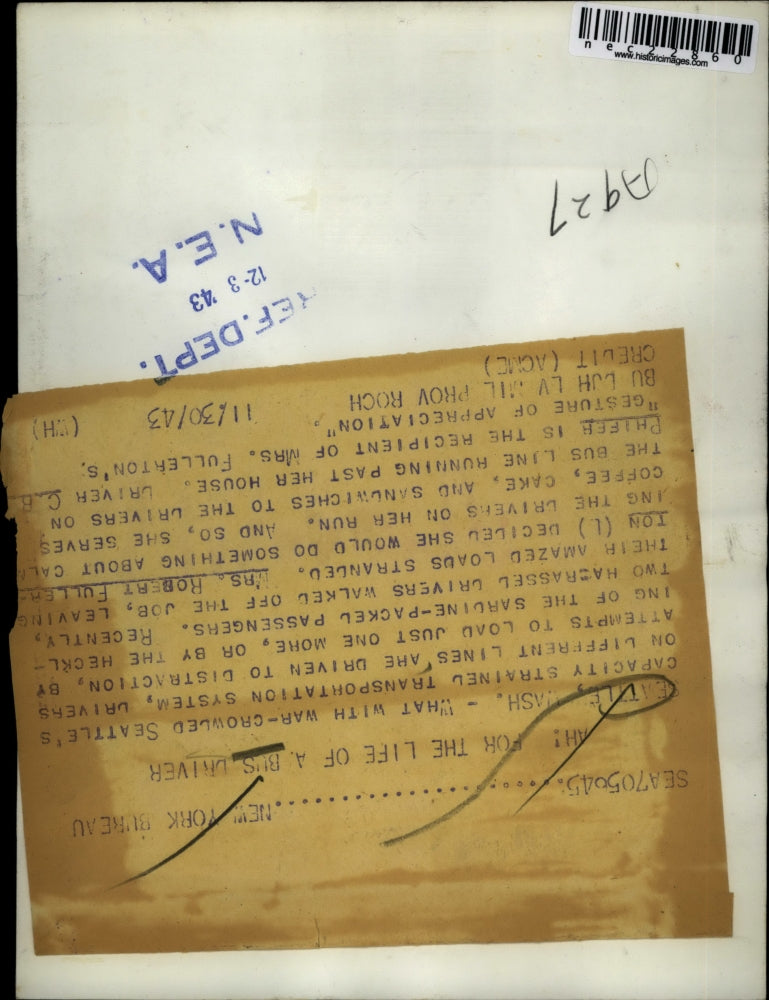 nec22860
www.historicimages.com
A927
REF. DEPT.
12-3 '43
N.E.A.
SEA705645....................NEW YORK BUREAU
AH! FOR THE LIFE OF A BUS DRIVER
SEATTLE, WASH. - WHAT WITH WAR-CROWDED SEATTLE'S
CAPACITY STRAINED TRANSPORTATION SYSTEM, DRIVERS
ON DIFFERENT LINES ARE DRIVEN TO DISTRACTION, BY
ATTEMPTS TO LOAD JUST ONE MORE, OR BY THE HECKL-
ING OF THE SARDINE-PACKED PASSENGERS. RECENTLY,
TWO HARRASSED DRIVERS WALKED OFF THE JOB, LEAVING
THEIR AMAZED LOADS STRANDED. MRS. ROBERT FULLER-
TON (L) DECIDED SHE WOULD DO SOMETHING ABOUT CALM
ING THE DRIVERS ON HER RUN. AND SO, SHE SERVES
COFFEE, CAKE, AND SANDWICHES TO THE DRIVERS ON
THE BUS LINE RUNNING PAST HER HOUSE. DRIVER C.B.
PHIFER IS THE RECIPIENT OF MRS. FULLERTON'S,
"GESTURE OF APPRECIATION".
BU LJH LV MIL PROV ROCH 11/30/43 (WH)
CREDIT (ACME)